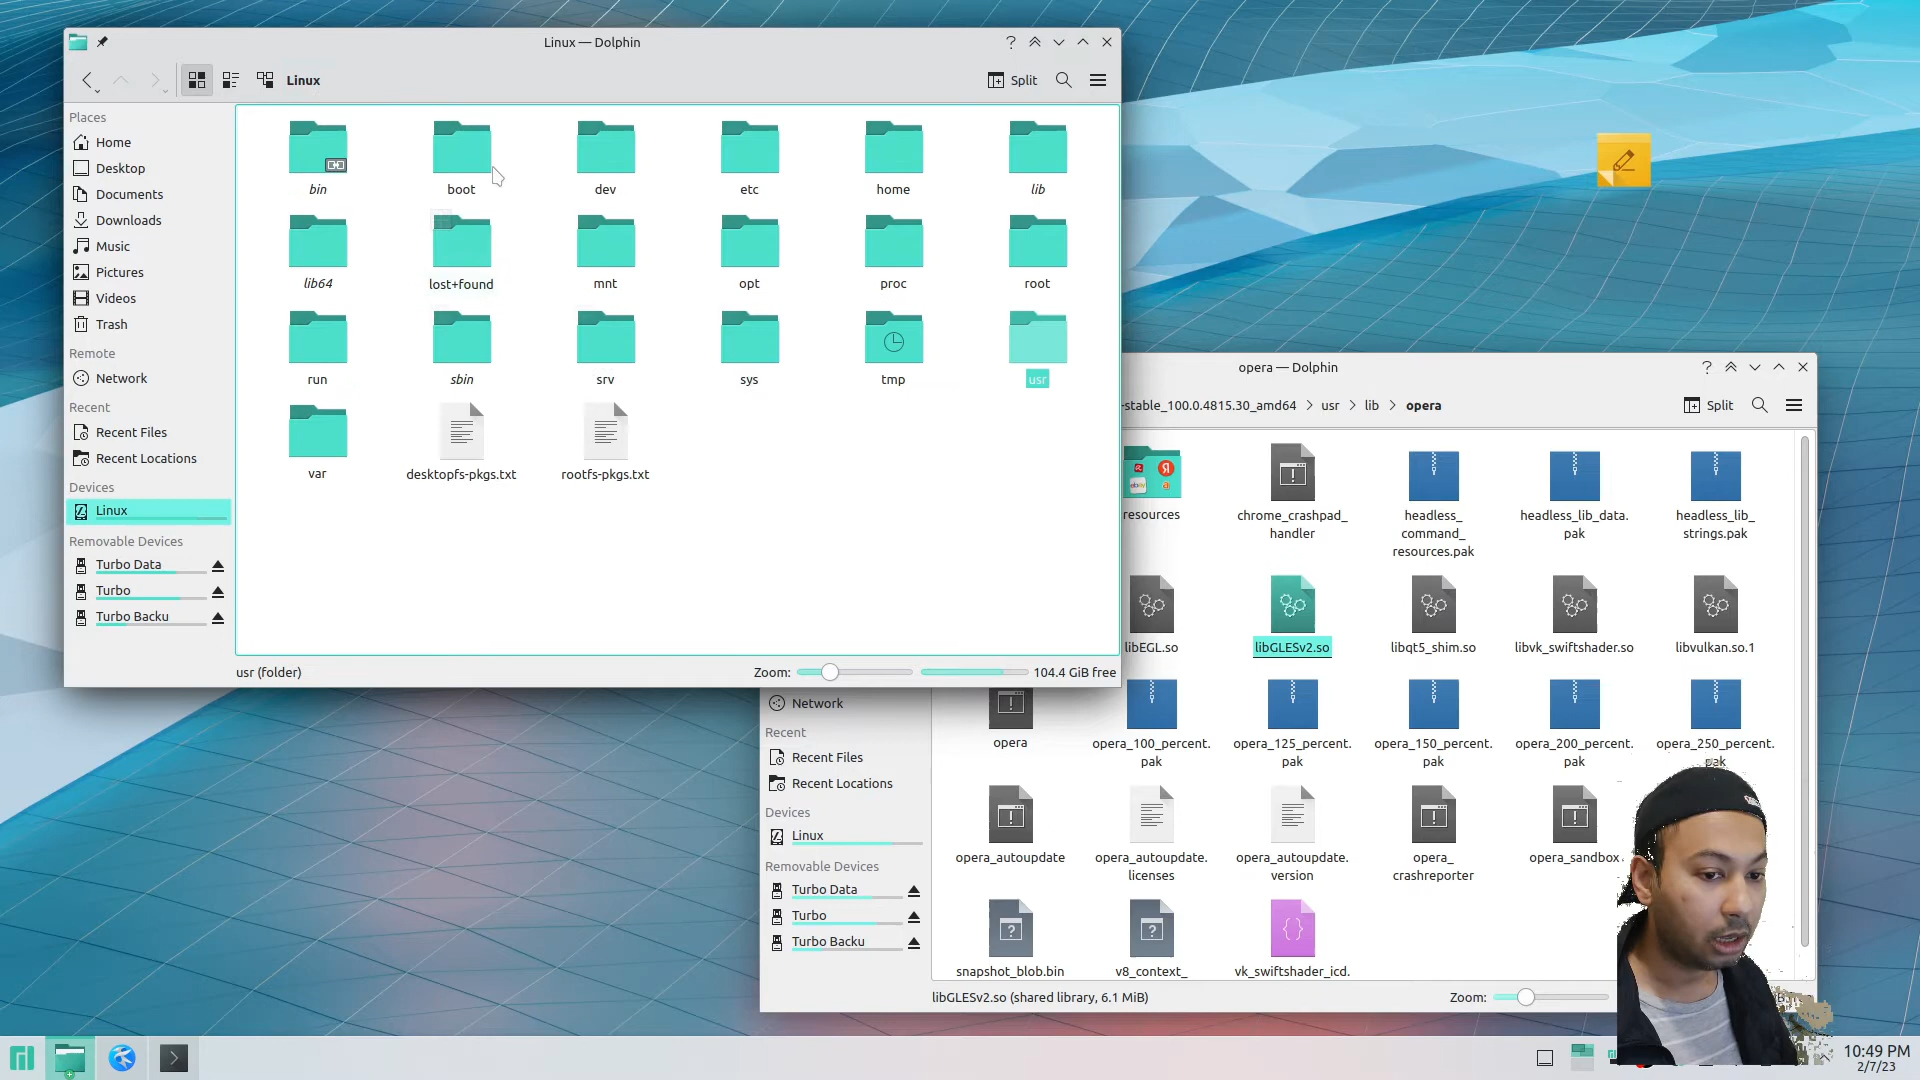 Linux — Dolphin
Linux
Split
Places
Home
Desktop
Documents
Downloads
Music
Pictures
Videos
Trash
Remote
Network
Recent
Recent Files
Recent Locations
Devices
Linux
Removable Devices
Turbo Data
Turbo
Turbo Backu
bin
boot
dev
etc
home
lib
lib64
lost+found
mnt
opt
proc
root
run
sbin
srv
sys
tmp
usr
var
desktopfs-pkgs.txt
rootfs-pkgs.txt
usr (folder)
Zoom:
104.4 GiB free
opera — Dolphin
-stable_100.0.4815.30_amd64 > usr > lib > opera
Split
Network
Recent
Recent Files
Recent Locations
Devices
Linux
Removable Devices
Turbo Data
Turbo
Turbo Backu
resources
chrome_crashpad_
handler
headless_
command_
resources.pak
headless_lib_data.
pak
headless_lib_
strings.pak
libEGL.so
libGLESv2.so
libqt5_shim.so
libvk_swiftshader.so
libvulkan.so.1
opera
opera_100_percent.
pak
opera_125_percent.
pak
opera_150_percent.
pak
opera_200_percent.
pak
opera_250_percent.
pak
opera_autoupdate
opera_autoupdate.
licenses
opera_autoupdate.
version
opera_
crashreporter
opera_sandbox
snapshot_blob.bin
v8_context_
vk_swiftshader_icd.
libGLESv2.so (shared library, 6.1 MiB)
Zoom:
10:49 PM
2/7/23